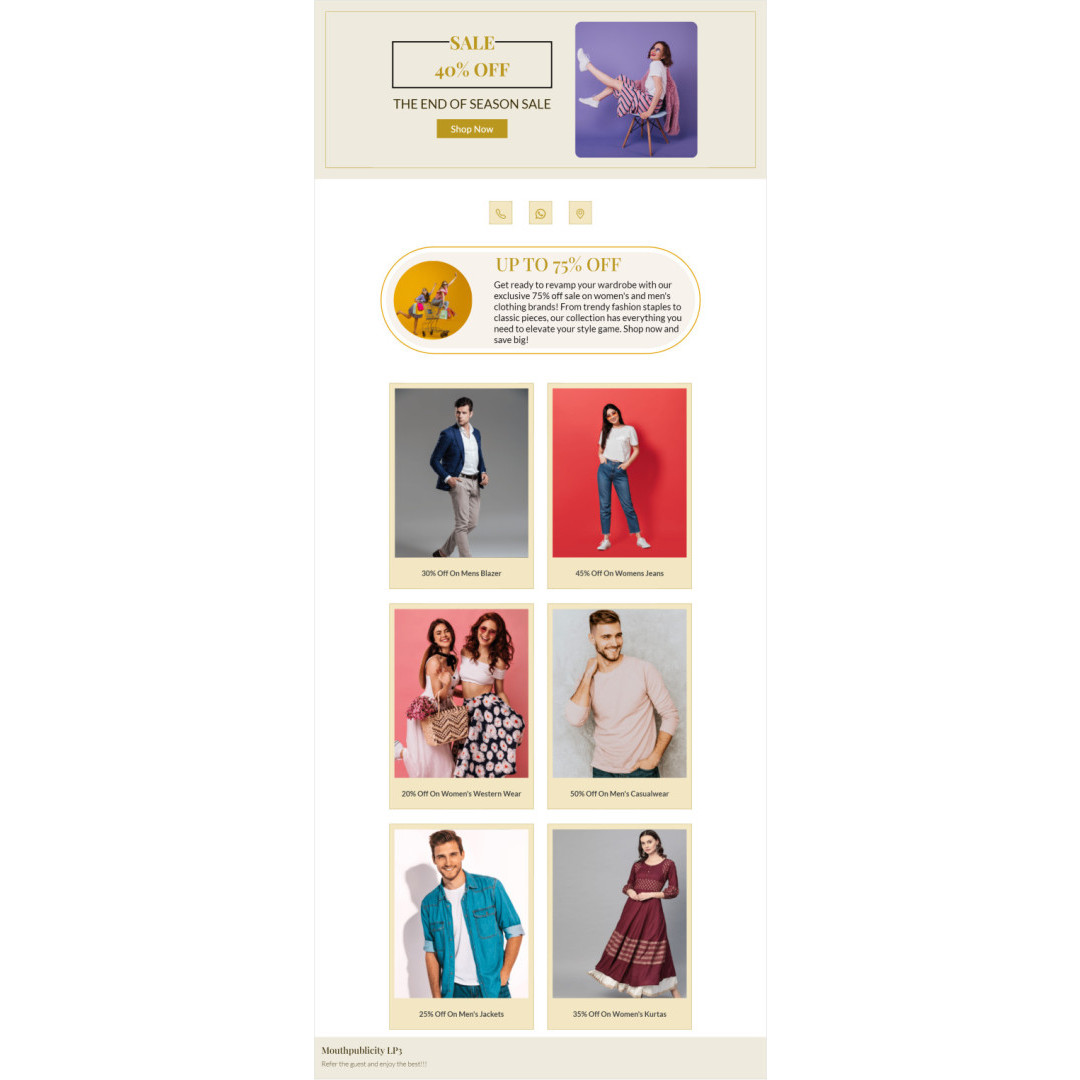 SALE
40% OFF
THE END OF SEASON SALE
Shop Now
UP TO 75% OFF
Get ready to revamp your wardrobe with our
exclusive 75% off sale on women's and men's
clothing brands! From trendy fashion staples to
classic pieces, our collection has everything you
need to elevate your style game. Shop now and
save big!
30% Off On Mens Blazer
45% Off On Womens Jeans
20% Off On Women's Western Wear
50% Off On Men's Casualwear
25% Off On Men's Jackets
35% Off On Women's Kurtas
Mouthpublicity LP3
Refer the guest and enjoy the best!!!